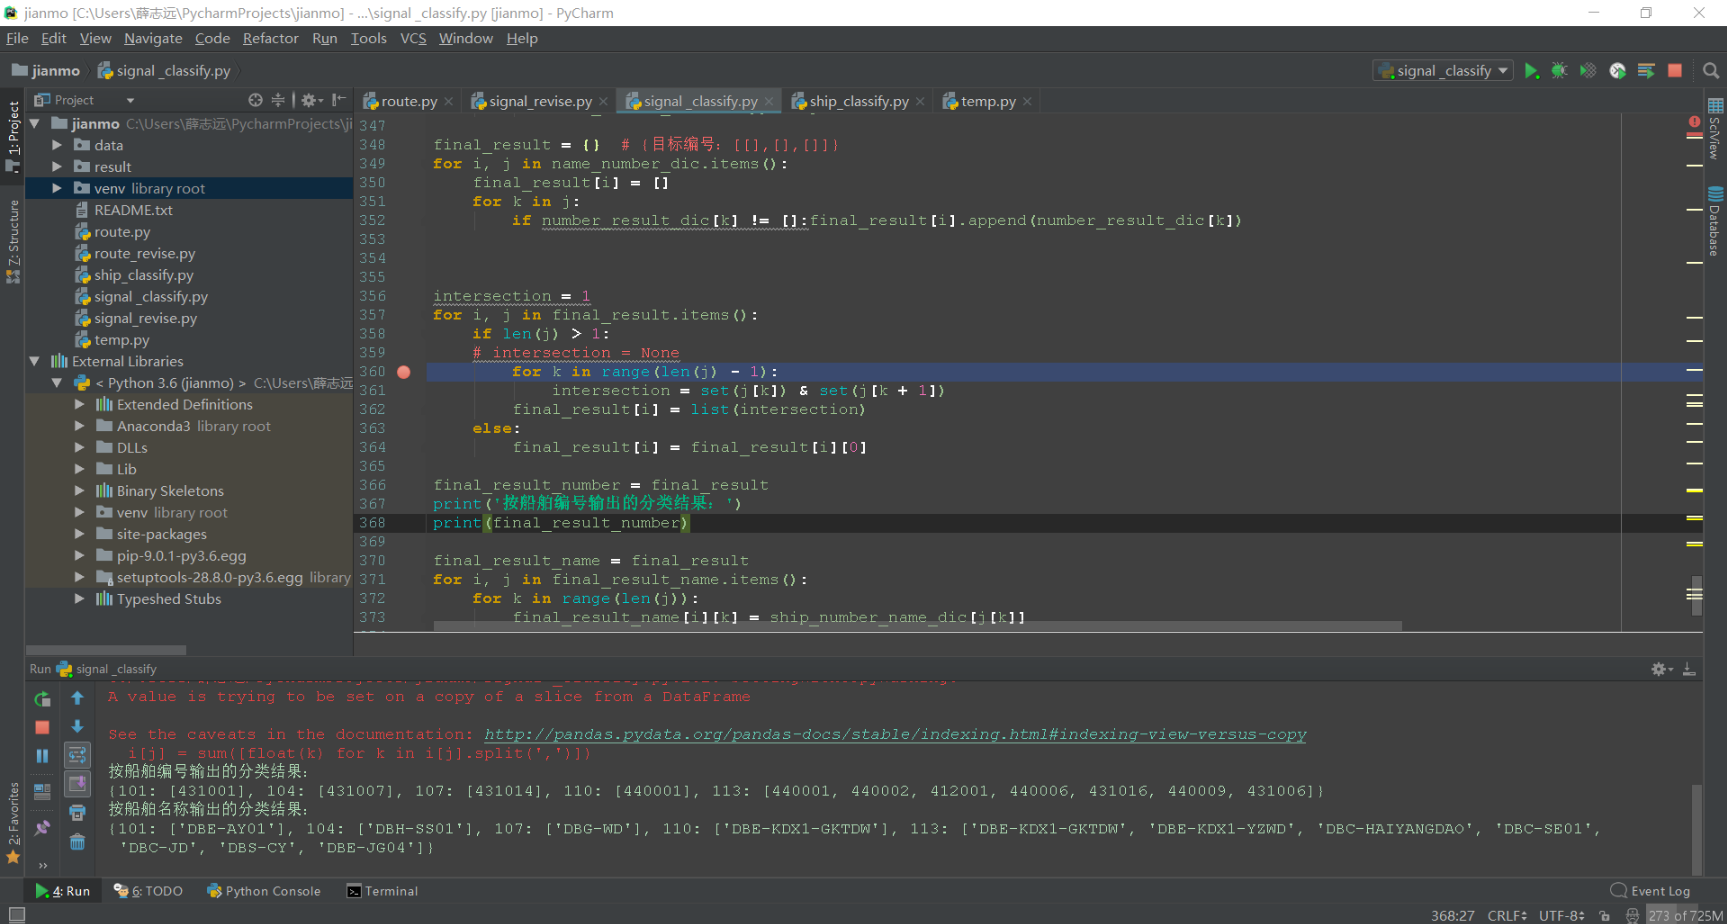 jianmo [C:\Users\薛志远\PycharmProjects\jianmo] - ...\signal _classify.py [jianmo] - PyCharm
File Edit View Navigate Code Refactor Run Tools VCS Window Help
jianmo signal _classify.py
signal _classify
Project
route.py signal_revise.py signal _classify.py ship_classify.py temp.py
1: Project
7: Structure
2: Favorites
SciView
Database
jianmo C:\Users\薛志远\PycharmProjects\ji
data
result
venv library root
README.txt
route.py
route_revise.py
ship_classify.py
signal _classify.py
signal_revise.py
temp.py
External Libraries
< Python 3.6 (jianmo) > C:\Users\薛志远
Extended Definitions
Anaconda3 library root
DLLs
Lib
Binary Skeletons
venv library root
site-packages
pip-9.0.1-py3.6.egg
setuptools-28.8.0-py3.6.egg library
Typeshed Stubs
347
348 final_result = {} # {目标编号：[[],[],[]]}
349 for i, j in name_number_dic.items():
350 final_result[i] = []
351 for k in j:
352 if number_result_dic[k] != []:final_result[i].append(number_result_dic[k])
353
354
355
356 intersection = 1
357 for i, j in final_result.items():
358 if len(j) > 1:
359 # intersection = None
360 for k in range(len(j) - 1):
361 intersection = set(j[k]) & set(j[k + 1])
362 final_result[i] = list(intersection)
363 else:
364 final_result[i] = final_result[i][0]
365
366 final_result_number = final_result
367 print('按船舶编号输出的分类结果：')
368 print(final_result_number)
369
370 final_result_name = final_result
371 for i, j in final_result_name.items():
372 for k in range(len(j)):
373 final_result_name[i][k] = ship_number_name_dic[j[k]]
Run signal _classify
A value is trying to be set on a copy of a slice from a DataFrame
See the caveats in the documentation: http://pandas.pydata.org/pandas-docs/stable/indexing.html#indexing-view-versus-copy
i[j] = sum([float(k) for k in i[j].split(',')])
按船舶编号输出的分类结果：
{101: [431001], 104: [431007], 107: [431014], 110: [440001], 113: [440001, 440002, 412001, 440006, 431016, 440009, 431006]}
按船舶名称输出的分类结果：
{101: ['DBE-AY01'], 104: ['DBH-SS01'], 107: ['DBG-WD'], 110: ['DBE-KDX1-GKTDW'], 113: ['DBE-KDX1-GKTDW', 'DBE-KDX1-YZWD', 'DBC-HAIYANGDAO', 'DBC-SE01',
'DBC-JD', 'DBS-CY', 'DBE-JG04']}
4: Run 6: TODO Python Console Terminal Event Log
368:27 CRLF UTF-8 273 of 725M